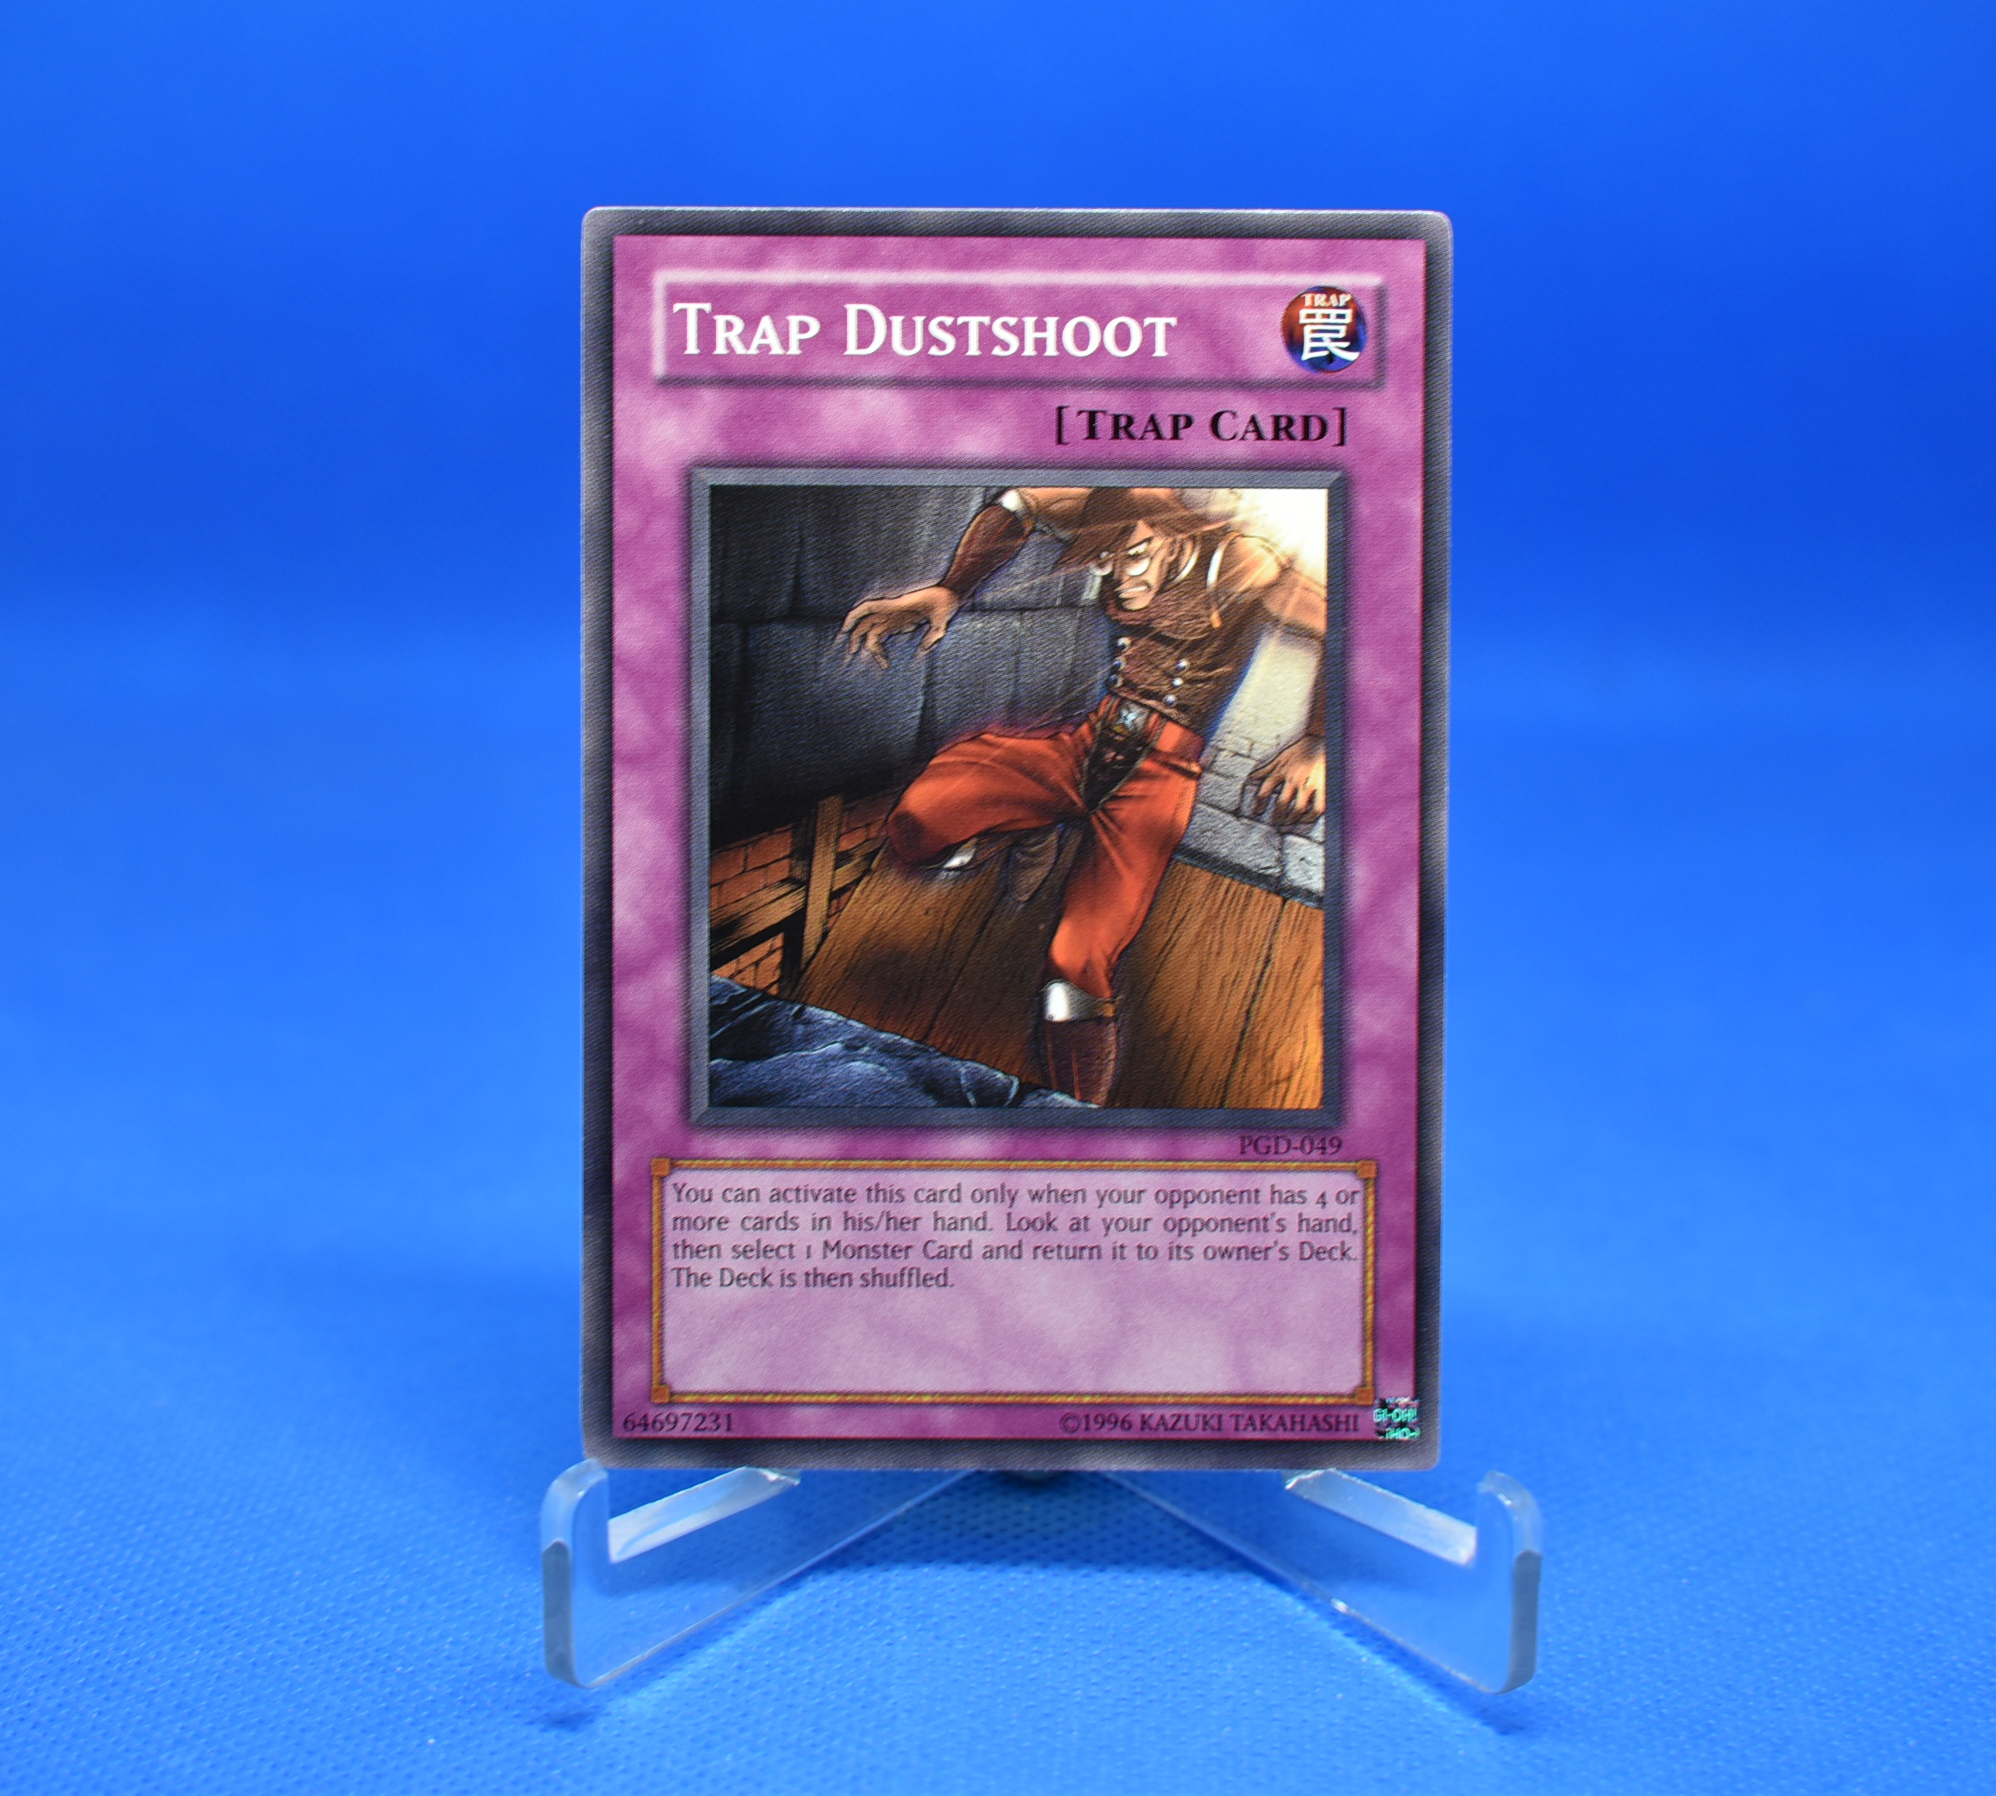 Trap Dustshoot
TRAP
罠
[Trap Card]
PGD-049
You can activate this card only when your opponent has 4 or
more cards in his/her hand. Look at your opponent's hand,
then select 1 Monster Card and return it to its owner's Deck.
The Deck is then shuffled.
64697231
©1996 KAZUKI TAKAHASHI
GI-OH!